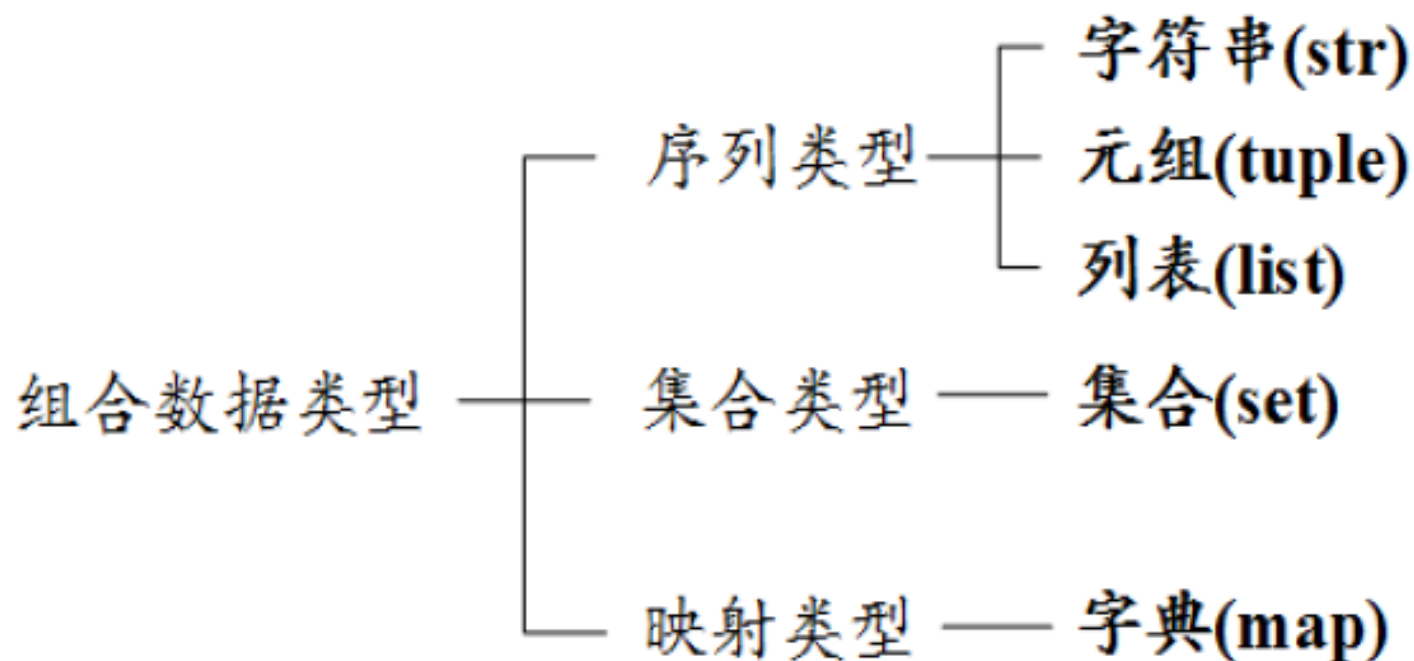 字符串(str)
序列类型
元组(tuple)
列表(list)
组合数据类型
集合类型
集合(set)
映射类型
字典(map)